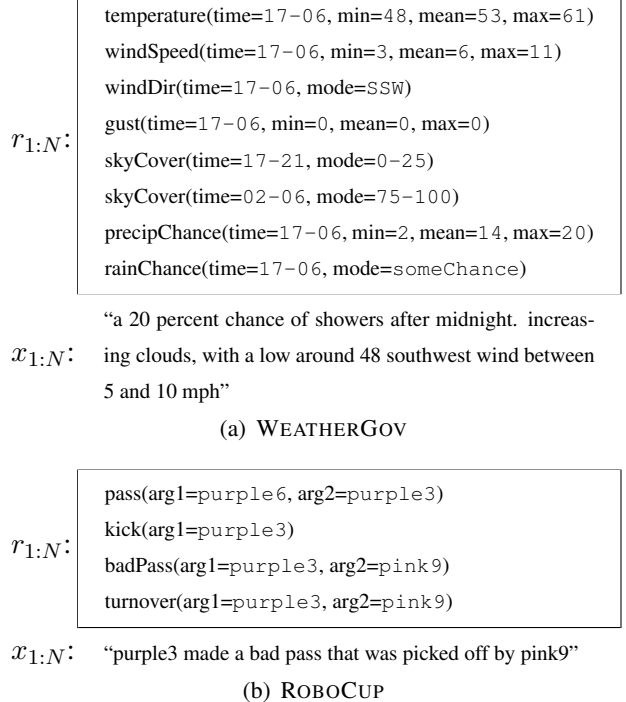 r1:N:
temperature(time=17-06, min=48, mean=53, max=61)
windSpeed(time=17-06, min=3, mean=6, max=11)
windDir(time=17-06, mode=SSW)
gust(time=17-06, min=0, mean=0, max=0)
skyCover(time=17-21, mode=0-25)
skyCover(time=02-06, mode=75-100)
precipChance(time=17-06, min=2, mean=14, max=20)
rainChance(time=17-06, mode=someChance)
x1:N:
“a 20 percent chance of showers after midnight. increas-
ing clouds, with a low around 48 southwest wind between
5 and 10 mph”
(a) WEATHERGOV
r1:N:
pass(arg1=purple6, arg2=purple3)
kick(arg1=purple3)
badPass(arg1=purple3, arg2=pink9)
turnover(arg1=purple3, arg2=pink9)
x1:N: “purple3 made a bad pass that was picked off by pink9”
(b) ROBOCUP